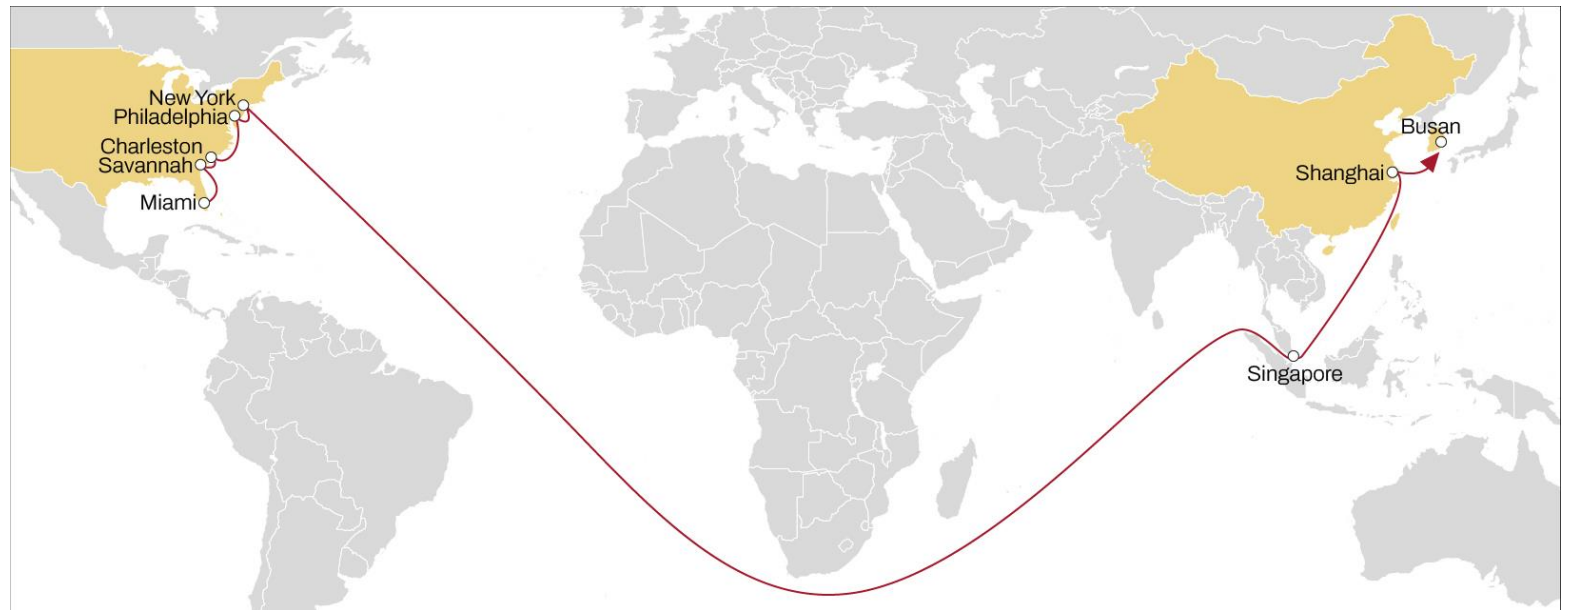 New York
Philadelphia
Charleston
Savannah
Miami
Busan
Shanghai
Singapore